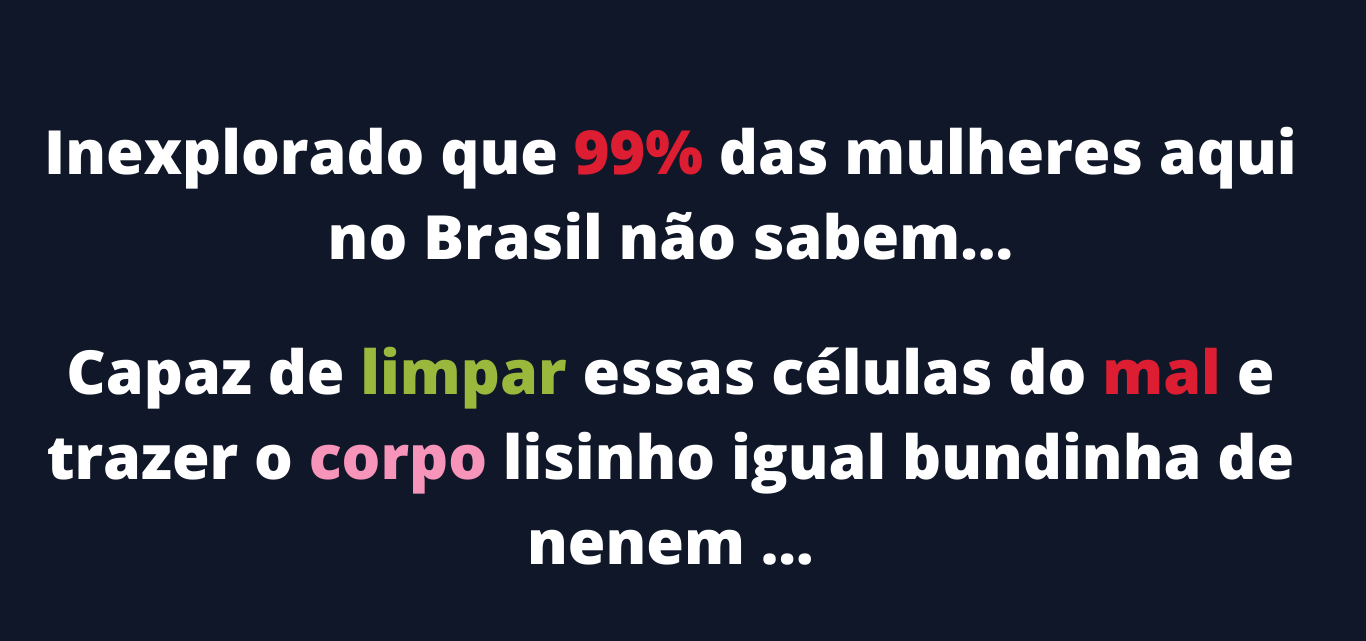 Inexplorado que 99% das mulheres aqui
no Brasil não sabem...
Capaz de limpar essas células do mal e
trazer o corpo lisinho igual bundinha de
nenem ...